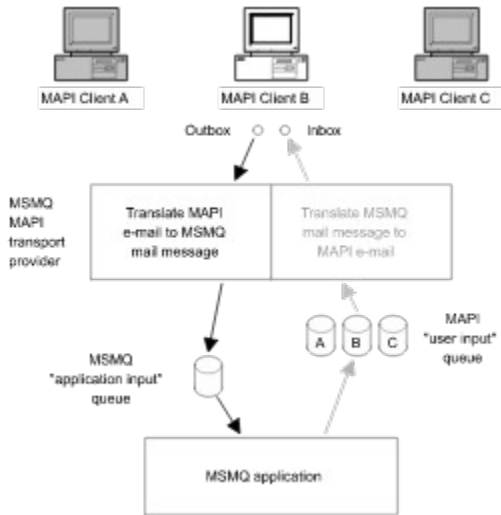 MAPI Client A
MAPI Client B
MAPI Client C
Outbox
Inbox
MSMQ
MAPI
transport
provider
Translate MAPI
e-mail to MSMQ
mail message
Translate MSMQ
mail message to
MAPI e-mail
A
B
C
MAPI
"user input"
queue
MSMQ
"application input"
queue
MSMQ application